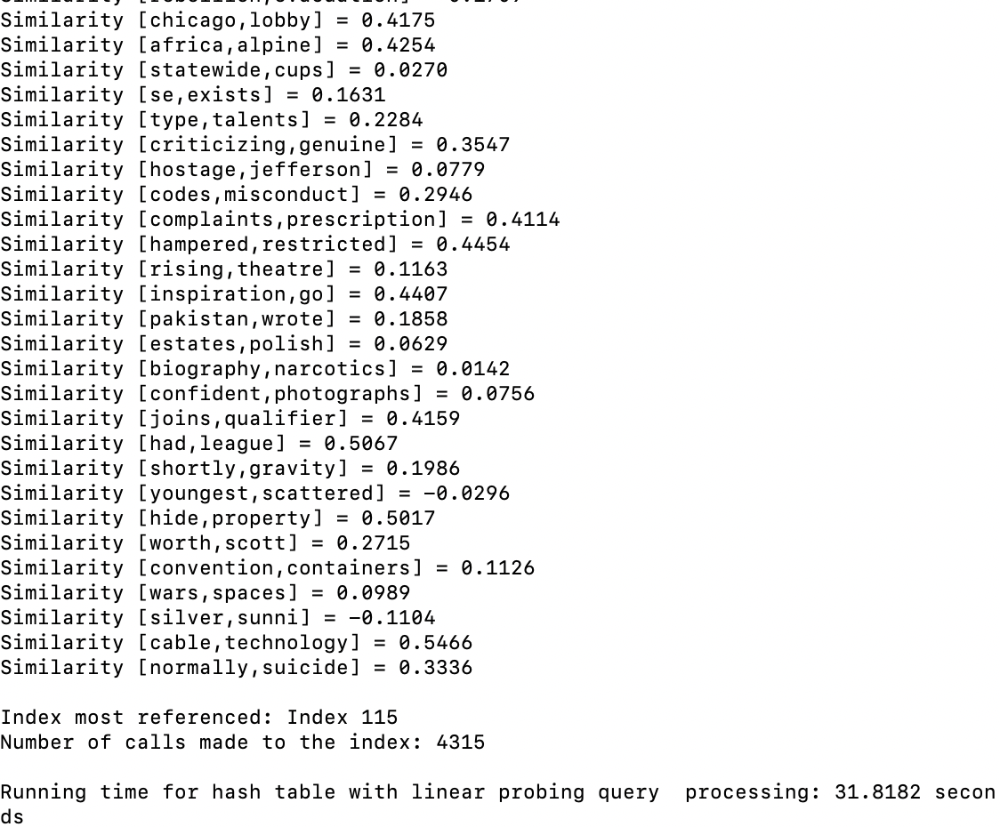 Similarity [chicago,lobby] = 0.4175
Similarity [africa,alpine] = 0.4254
Similarity [statewide,cups] = 0.0270
Similarity [se,exists] = 0.1631
Similarity [type,talents] = 0.2284
Similarity [criticizing,genuine] = 0.3547
Similarity [hostage,jefferson] = 0.0779
Similarity [codes,misconduct] = 0.2946
Similarity [complaints,prescription] = 0.4114
Similarity [hampered,restricted] = 0.4454
Similarity [rising,theatre] = 0.1163
Similarity [inspiration,go] = 0.4407
Similarity [pakistan,wrote] = 0.1858
Similarity [estates,polish] = 0.0629
Similarity [biography,narcotics] = 0.0142
Similarity [confident,photographs] = 0.0756
Similarity [joins,qualifier] = 0.4159
Similarity [had,league] = 0.5067
Similarity [shortly,gravity] = 0.1986
Similarity [youngest,scattered] = -0.0296
Similarity [hide,property] = 0.5017
Similarity [worth,scott] = 0.2715
Similarity [convention,containers] = 0.1126
Similarity [wars,spaces] = 0.0989
Similarity [silver,sunni] = -0.1104
Similarity [cable,technology] = 0.5466
Similarity [normally,suicide] = 0.3336
Index most referenced: Index 115
Number of calls made to the index: 4315
Running time for hash table with linear probing query  processing: 31.8182 secon
ds